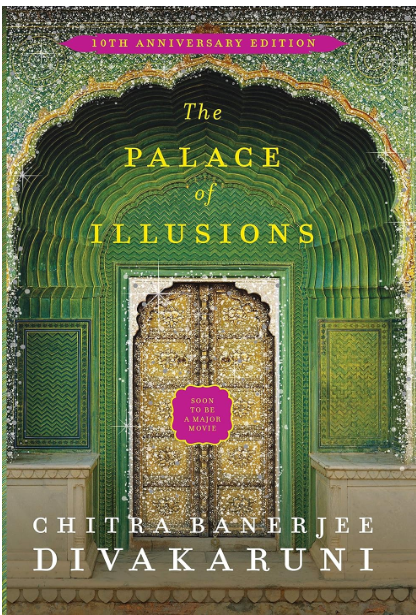 10TH ANNIVERSARY EDITION
The
PALACE
of
ILLUSIONS
SOON
TO BE
A MAJOR
MOVIE
CHITRA BANERJEE
DIVAKARUNI